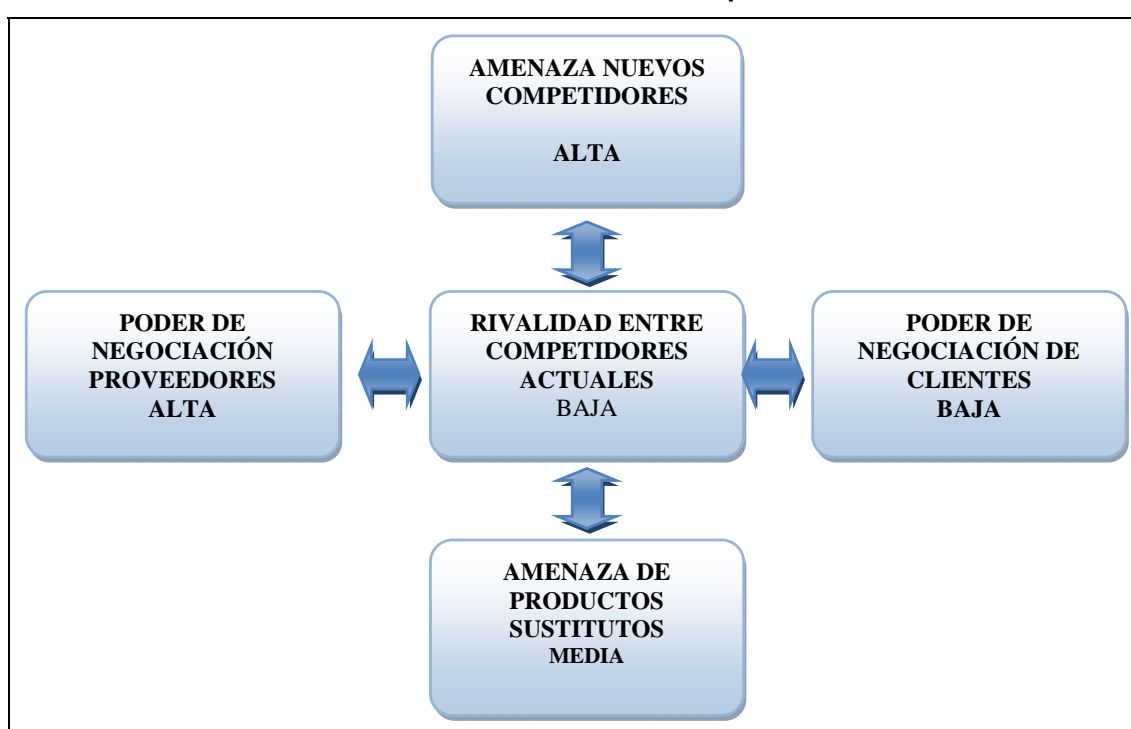 AMENAZA NUEVOS
COMPETIDORES
ALTA
PODER DE
NEGOCIACIÓN
PROVEEDORES
ALTA
RIVALIDAD ENTRE
COMPETIDORES
ACTUALES
BAJA
PODER DE
NEGOCIACIÓN DE
CLIENTES
BAJA
AMENAZA DE
PRODUCTOS
SUSTITUTOS
MEDIA